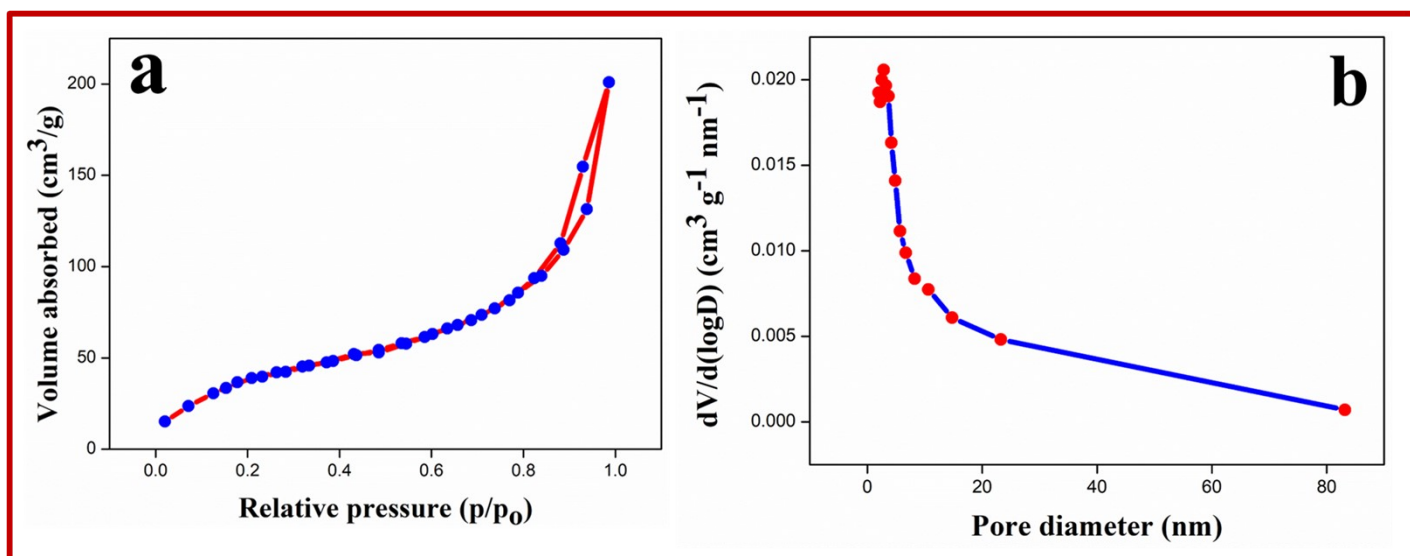 a
Volume absorbed (cm³/g)
200
150
100
50
0
0.0 0.2 0.4 0.6 0.8 1.0
Relative pressure (p/pₒ)
b
dV/d(logD) (cm³ g⁻¹ nm⁻¹)
0.020
0.015
0.010
0.005
0.000
0 20 40 60 80
Pore diameter (nm)